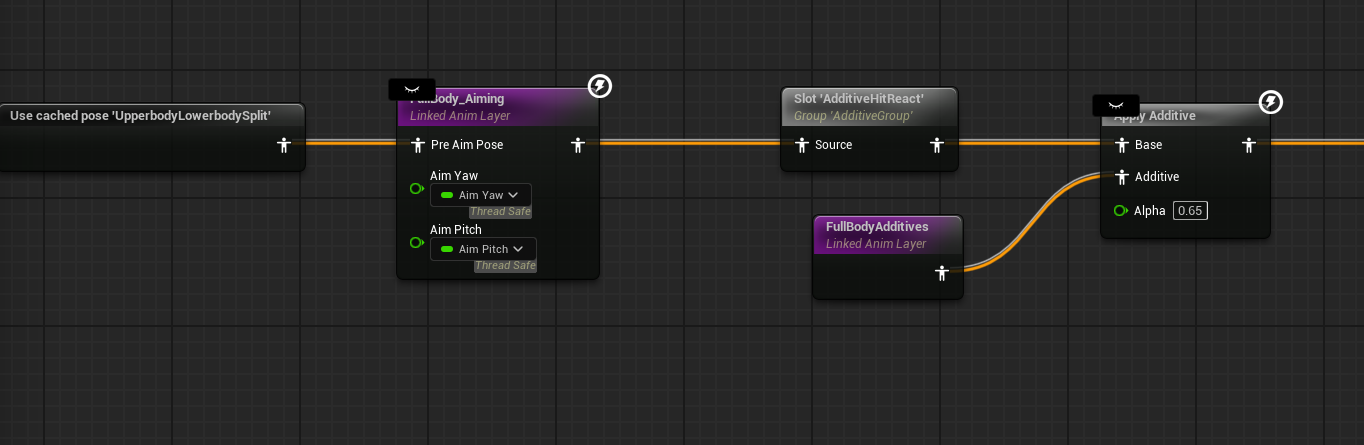 Use cached pose 'UpperbodyLowerbodySplit'
FullBody_Aiming
Linked Anim Layer
Pre Aim Pose
Aim Yaw
Aim Yaw
Thread Safe
Aim Pitch
Aim Pitch
Thread Safe
Slot 'AdditiveHitReact'
Group 'AdditiveGroup'
Source
FullBodyAdditives
Linked Anim Layer
Apply Additive
Base
Additive
Alpha 0.65